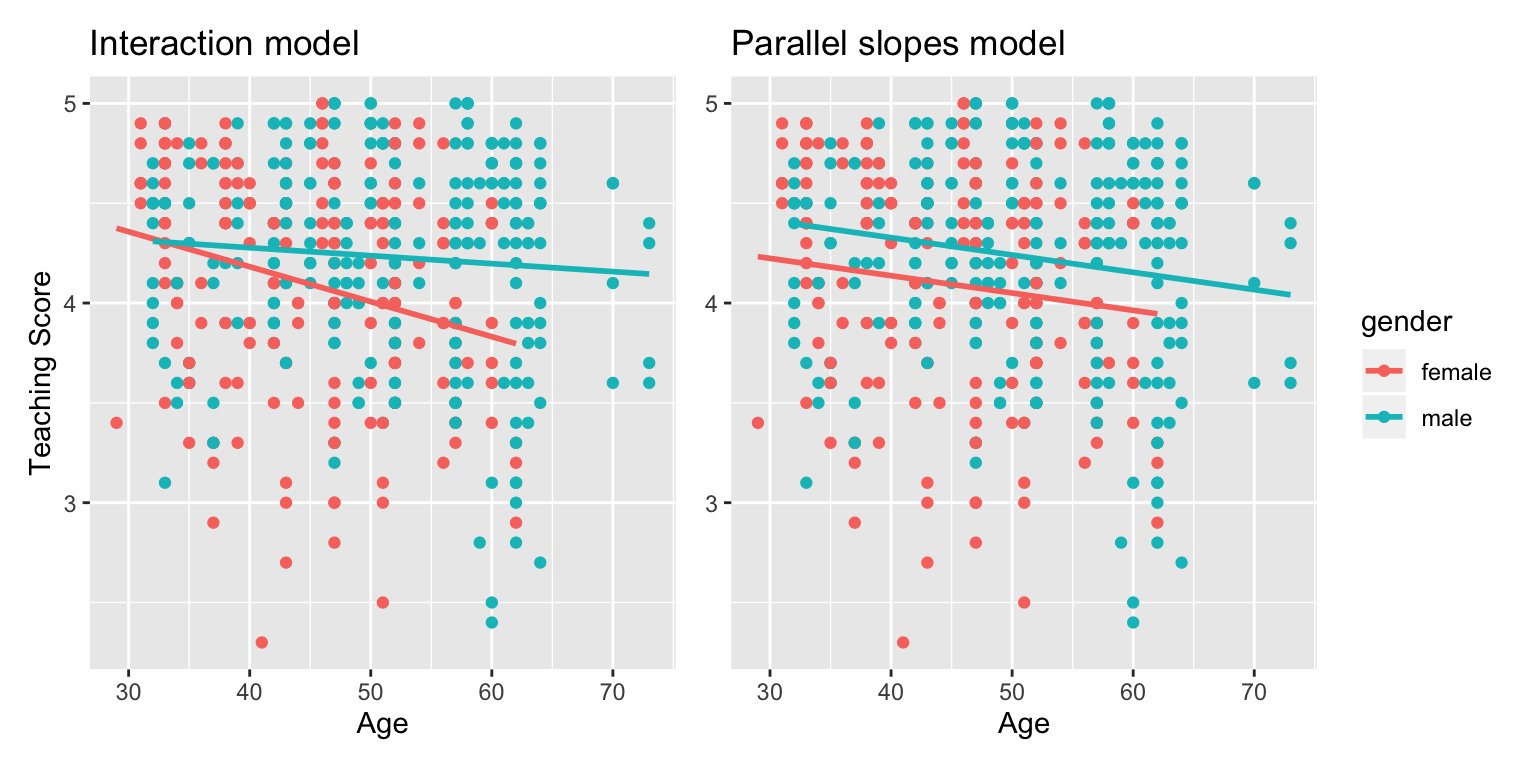 Interaction model
Parallel slopes model
Teaching Score
5
4
3
30 40 50 60 70
Age
5
4
3
30 40 50 60 70
Age
gender
female
male